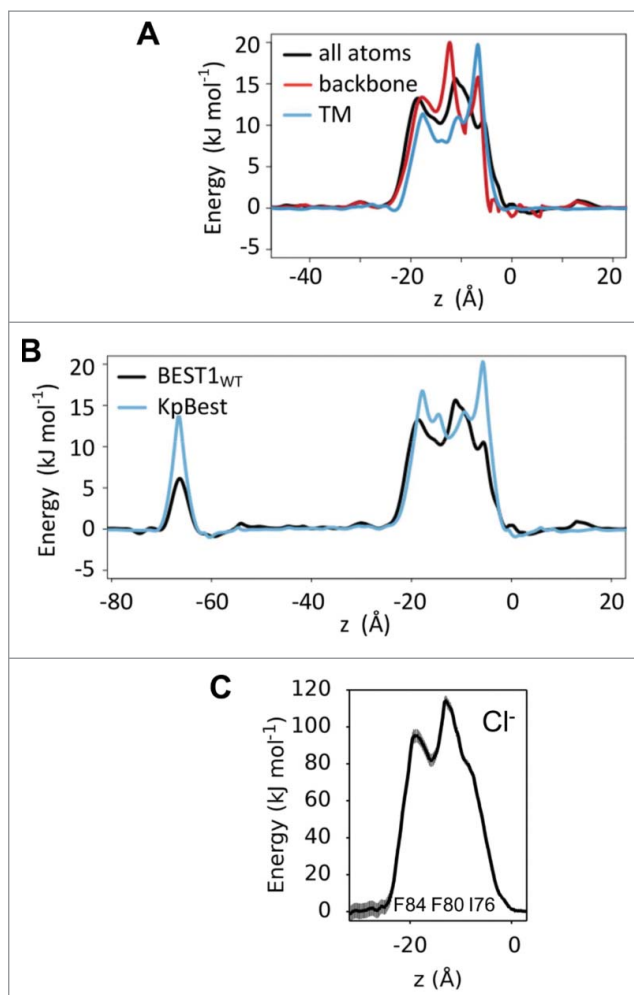 A
Energy (kJ mol⁻¹)
20
15
10
5
0
-5
all atoms
backbone
TM
-40 -20 0 20
z (Å)
B
Energy (kJ mol⁻¹)
20
15
10
5
0
-5
BEST1WT
KpBest
-80 -60 -40 -20 0 20
z (Å)
C
Energy (kJ mol⁻¹)
120
100
80
60
40
20
0
Cl⁻
F84 F80 I76
-20 0
z (Å)